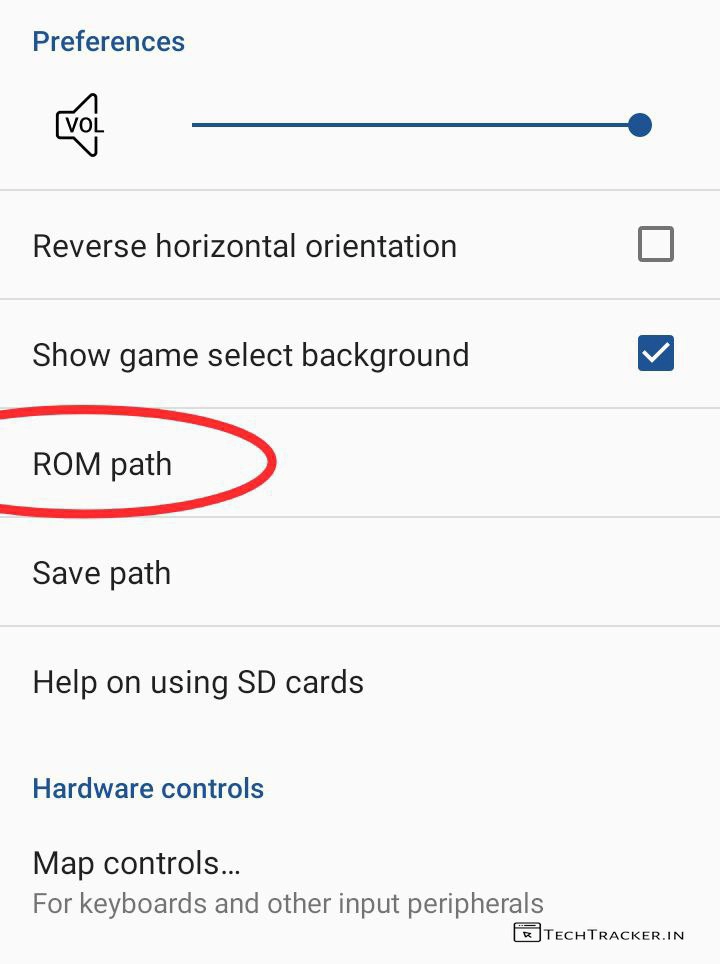 Preferences
VOL
Reverse horizontal orientation
Show game select background
ROM path
Save path
Help on using SD cards
Hardware controls
Map controls...
For keyboards and other input peripherals
TECHTRACKER.IN